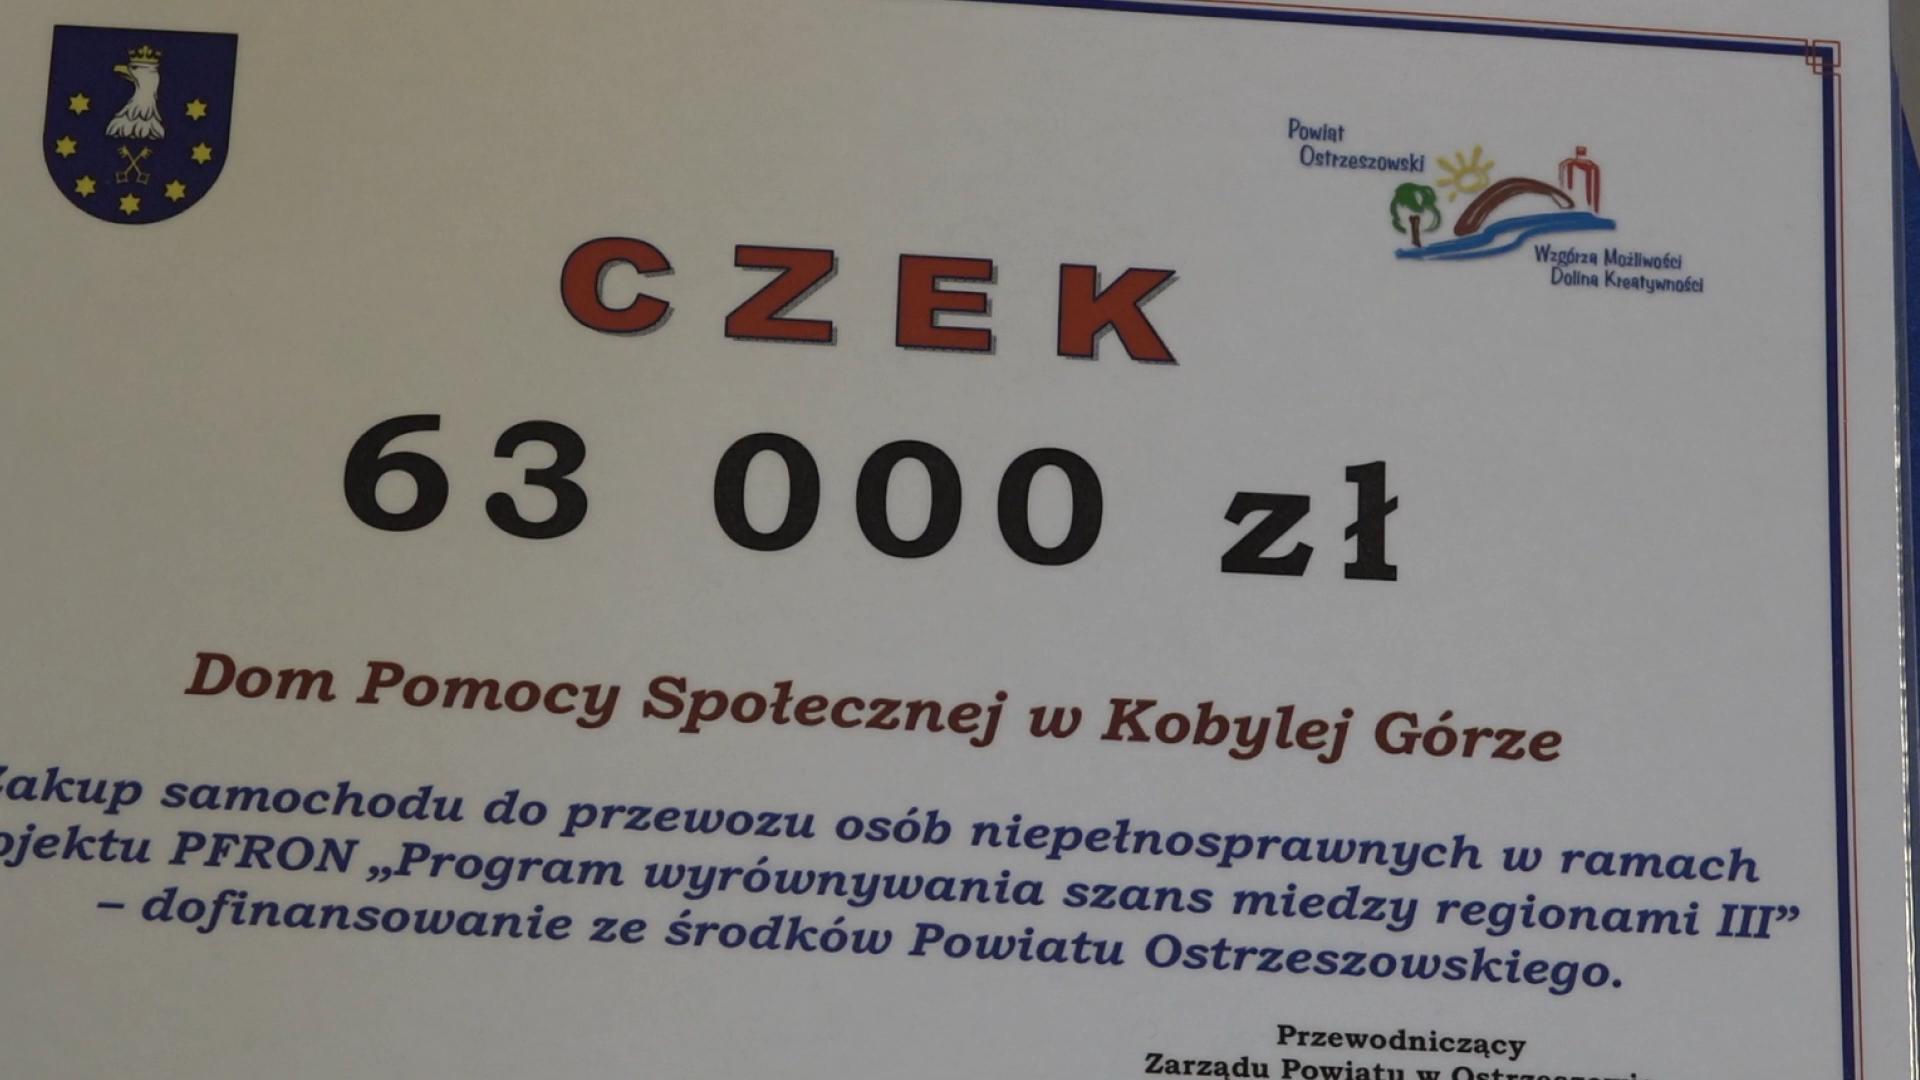 Powiat
Ostrzeszowski
Wzgórza Możliwości
Dolina Kreatywności
CZEK
63 000 zł
Dom Pomocy Społecznej w Kobylej Górze
Zakup samochodu do przewozu osób niepełnosprawnych w ramach
ojektu PFRON „Program wyrównywania szans miedzy regionami III”
– dofinansowanie ze środków Powiatu Ostrzeszowskiego.
Przewodniczący
Zarządu Powiatu w